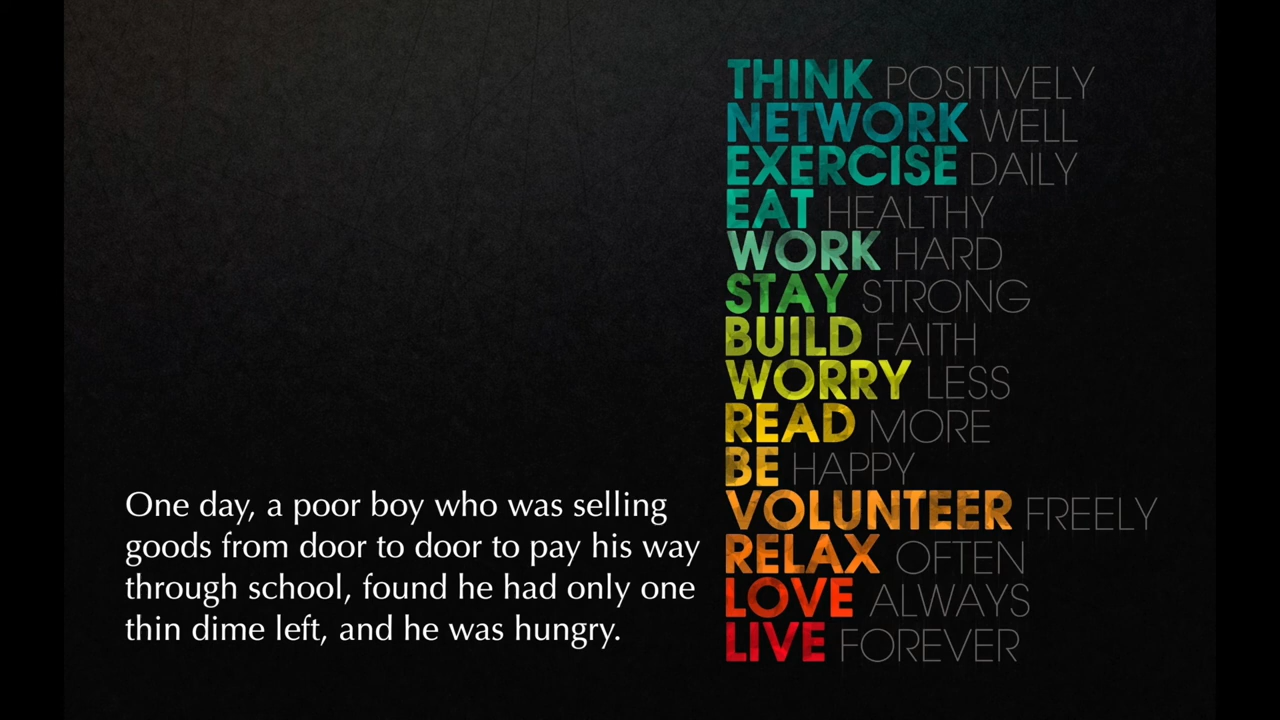 THINK POSITIVELY
NETWORK WELL
EXERCISE DAILY
EAT HEALTHY
WORK HARD
STAY STRONG
BUILD FAITH
WORRY LESS
READ MORE
BE HAPPY
VOLUNTEER FREELY
RELAX OFTEN
LOVE ALWAYS
LIVE FOREVER
One day, a poor boy who was selling
goods from door to door to pay his way
through school, found he had only one
thin dime left, and he was hungry.